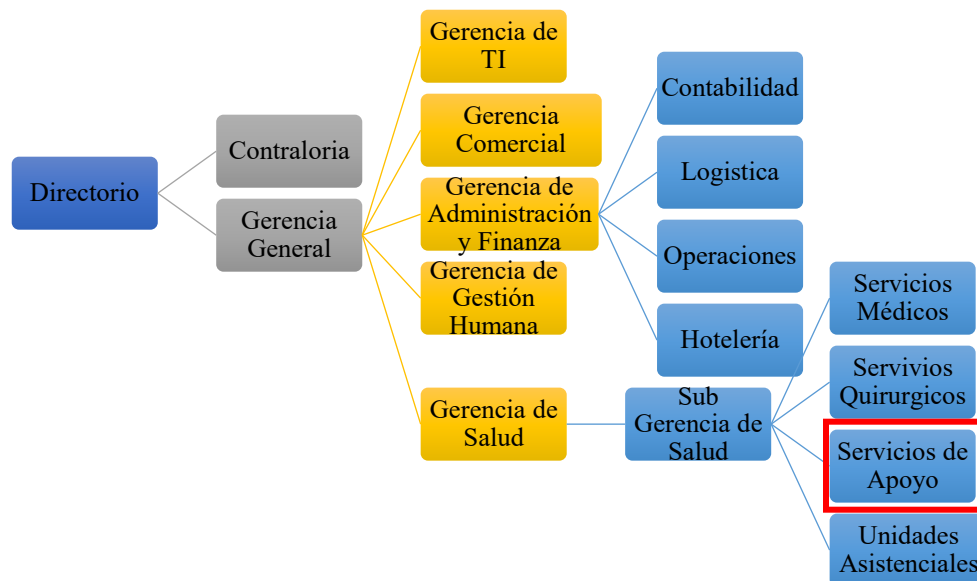 Directorio
Contraloria
Gerencia
General
Gerencia de
TI
Gerencia
Comercial
Gerencia de
Administración
y Finanza
Gerencia de
Gestión
Humana
Gerencia de
Salud
Contabilidad
Logistica
Operaciones
Hotelería
Sub
Gerencia de
Salud
Servicios
Médicos
Servivios
Quirurgicos
Servicios de
Apoyo
Unidades
Asistenciales